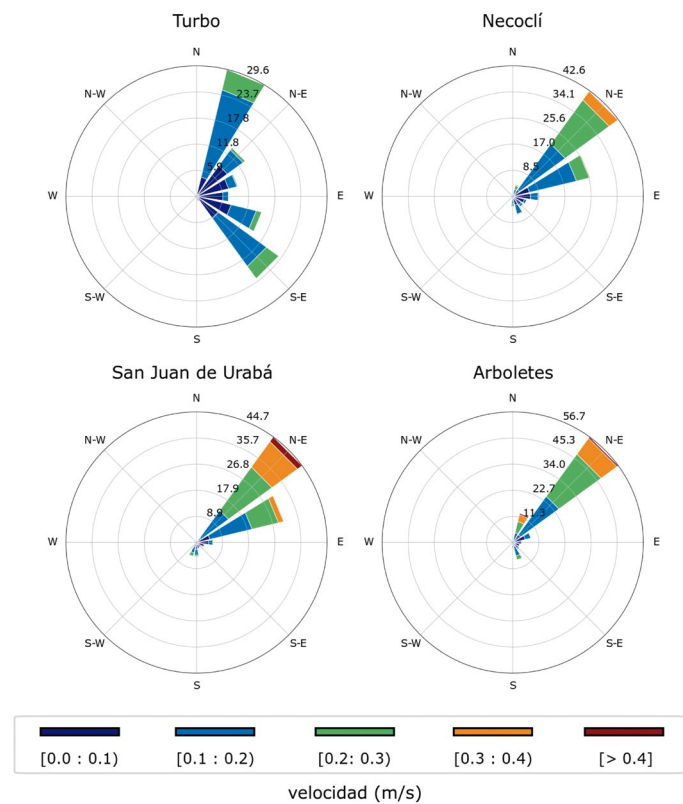 Turbo
N
N-E
E
S-E
S
S-W
W
N-W
29.6
23.7
17.8
11.8
5.9
Necoclí
N
N-E
E
S-E
S
S-W
W
N-W
42.6
34.1
25.6
17.0
8.5
San Juan de Urabá
N
N-E
E
S-E
S
S-W
W
N-W
44.7
35.7
26.8
17.9
8.9
Arboletes
N
N-E
E
S-E
S
S-W
W
N-W
56.7
45.3
34.0
22.7
11.3
[0.0 : 0.1) [0.1 : 0.2) [0.2: 0.3) [0.3 : 0.4) [> 0.4]
velocidad (m/s)